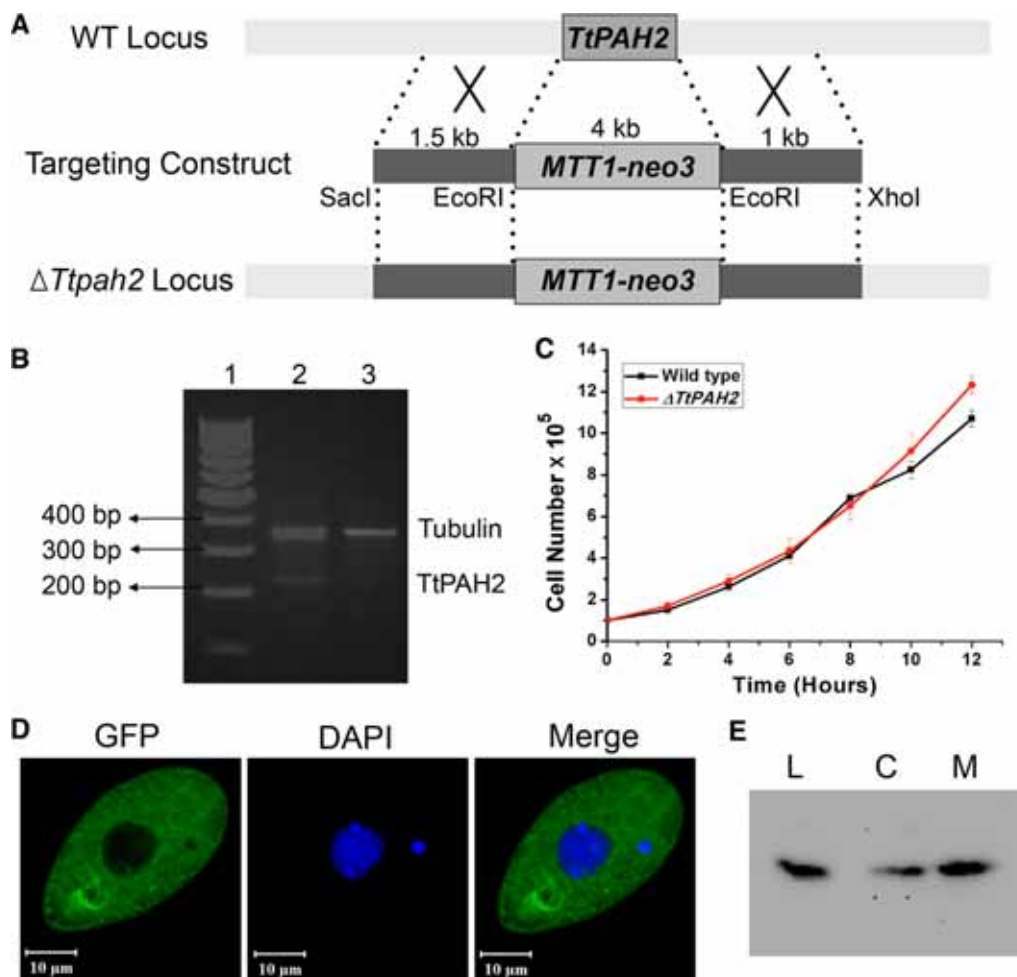 A
WT Locus
TtPAH2
1.5 kb
4 kb
1 kb
Targeting Construct
MTT1-neo3
SacI
EcoRI
EcoRI
XhoI
ΔTtpah2 Locus
MTT1-neo3
B
1 2 3
400 bp
300 bp
200 bp
Tubulin
TtPAH2
C
14
12
10
8
6
4
2
0
Cell Number x 10⁵
Wild type
ΔTtPAH2
0 2 4 6 8 10 12
Time (Hours)
D
GFP
DAPI
Merge
10 µm
10 µm
10 µm
E
L C M